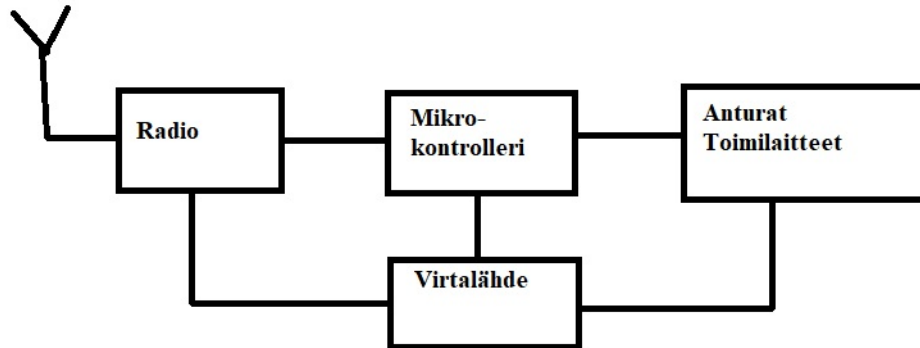 Radio
Mikro-
kontrolleri
Anturat
Toimilaitteet
Virtalähde